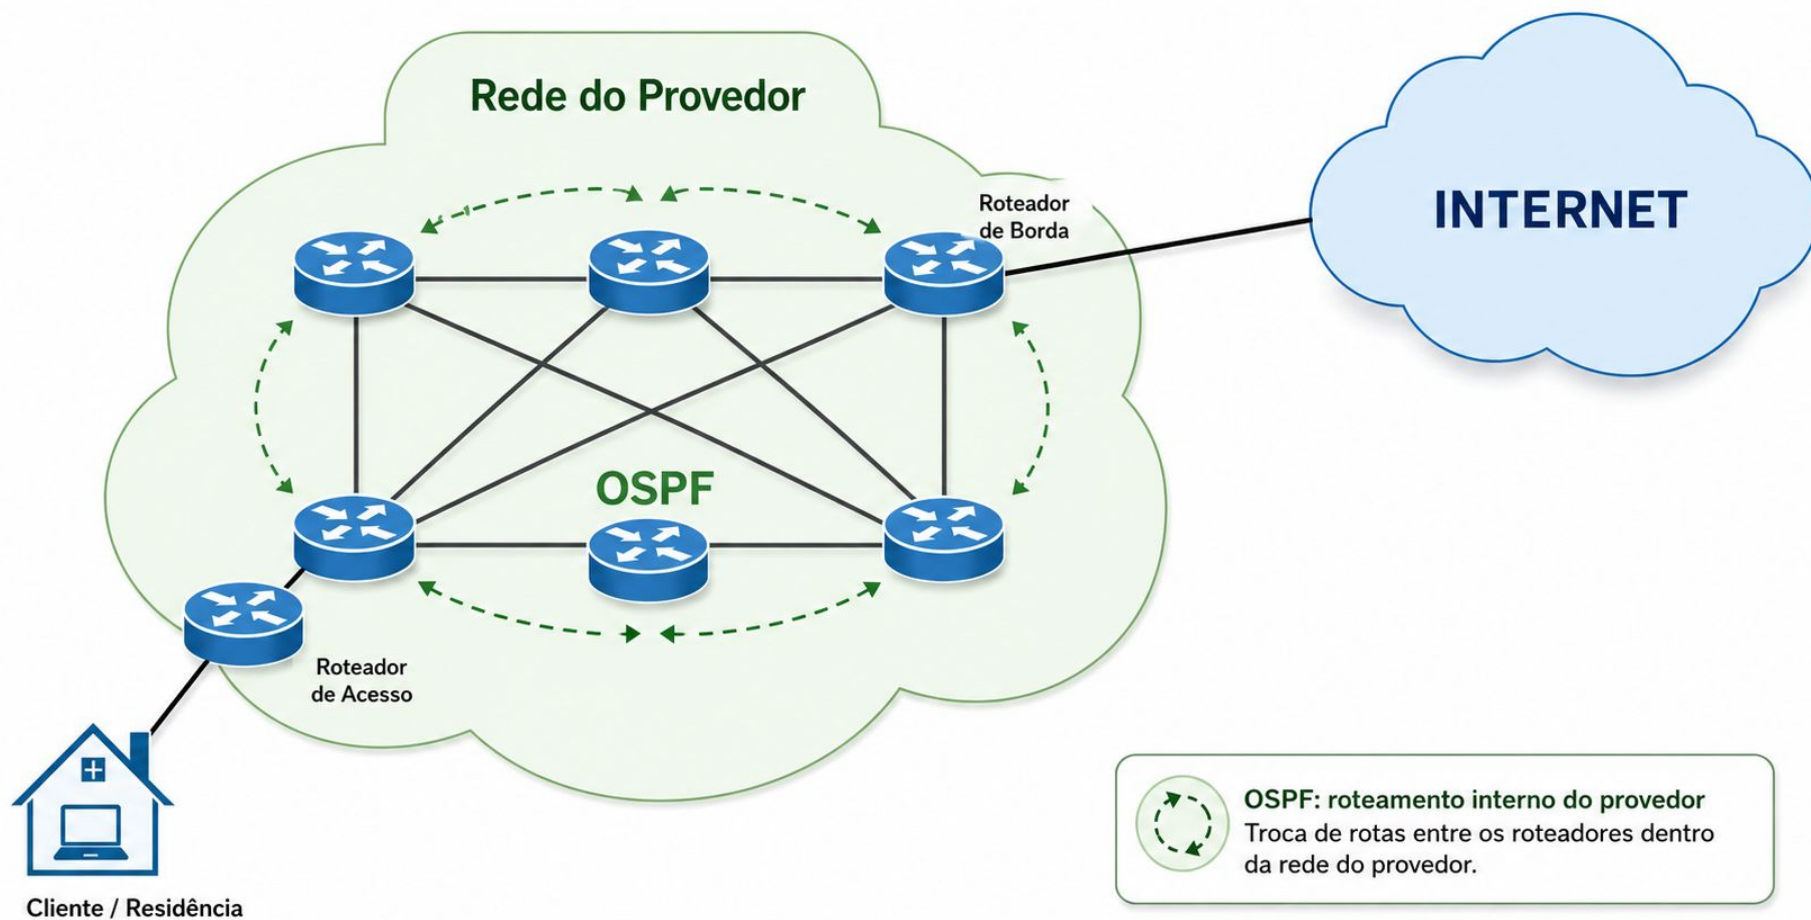 Rede do Provedor
Roteador
de Borda
INTERNET
OSPF
Roteador
de Acesso
Cliente / Residência
OSPF: roteamento interno do provedor
Troca de rotas entre os roteadores dentro
da rede do provedor.